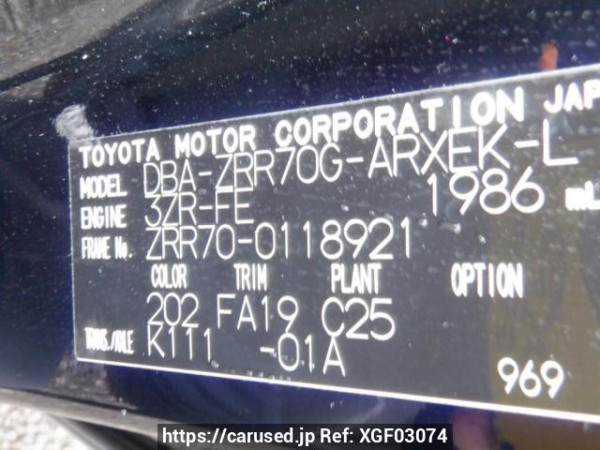 TOYOTA MOTOR CORPORATION JAP
MODEL DBA-ZRR70G-ARXEK-L
ENGINE 3ZR-FE 1986 mL
FRAME No. ZRR70-0118921
COLOR TRIM PLANT OPTION
202 FA19 C25
TRANS./AXLE K111 -01A
969
https://carused.jp Ref: XGF03074